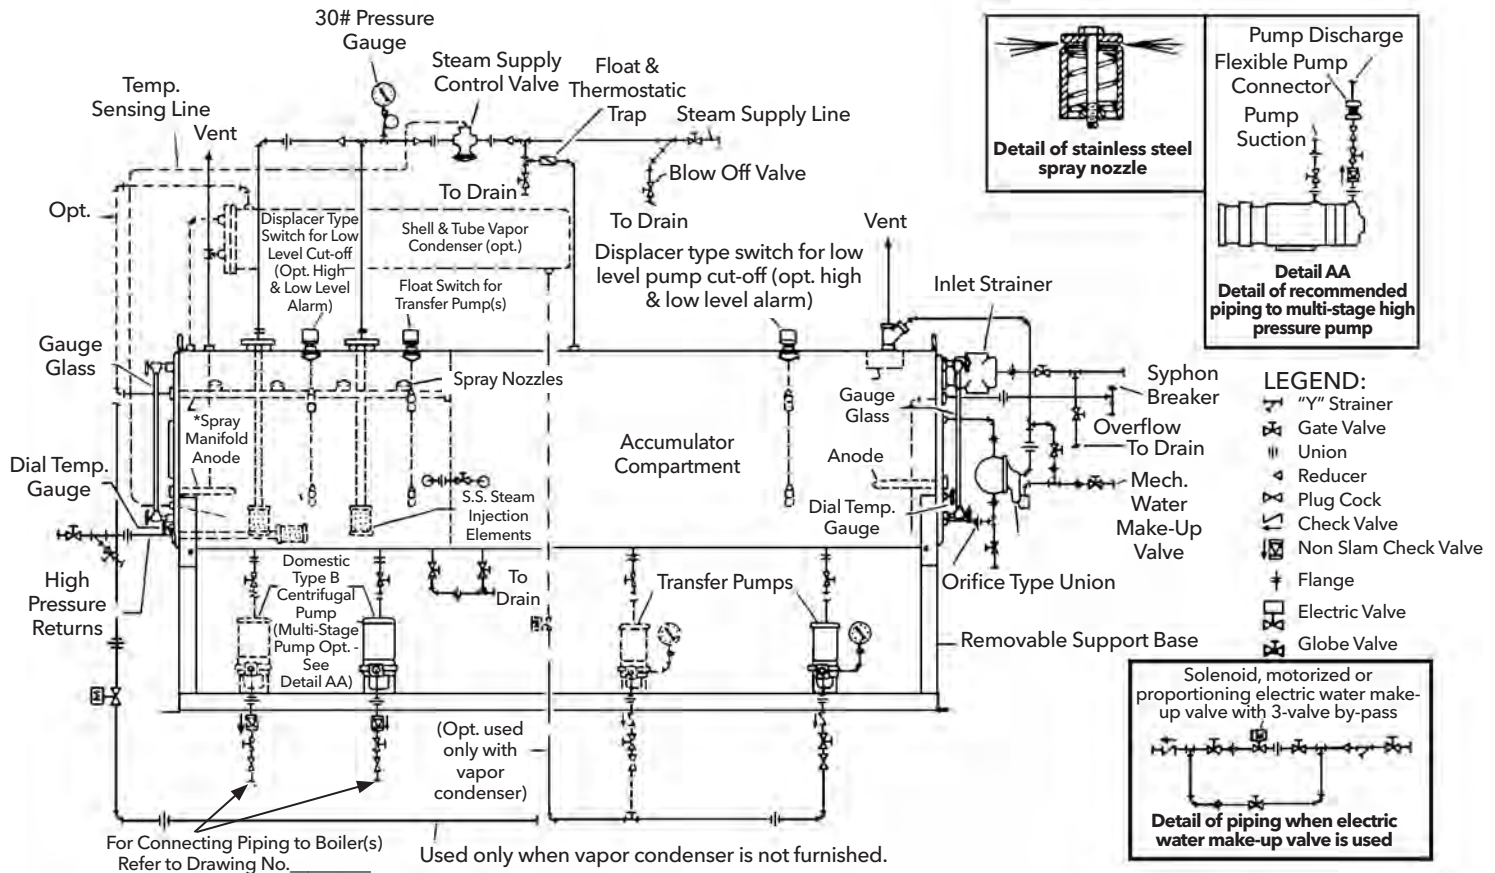 30# Pressure
Gauge
Steam Supply
Control Valve
Float &
Thermostatic
Trap
Steam Supply Line
Temp.
Sensing Line
Vent
Blow Off Valve
To Drain
To Drain
Opt.
Displacer Type
Switch for Low
Level Cut-off
(Opt. High
& Low Level
Alarm)
Shell & Tube Vapor
Condenser (opt.)
Float Switch for
Transfer Pump(s)
Displacer type switch for low
level pump cut-off (opt. high
& low level alarm)
Vent
Inlet Strainer
Detail of stainless steel
spray nozzle
Pump Discharge
Flexible Pump
Connector
Pump
Suction
Detail AA
Detail of recommended
piping to multi-stage high
pressure pump
Gauge
Glass
Spray Nozzles
*Spray
Manifold
Anode
Accumulator
Compartment
Gauge
Glass
Anode
Dial Temp.
Gauge
Syphon
Breaker
Overflow
To Drain
Mech.
Water
Make-Up
Valve
Dial Temp.
Gauge
S.S. Steam
Injection
Elements
High
Pressure
Returns
Domestic
Type B
Centrifugal
Pump
(Multi-Stage
Pump Opt. -
See
Detail AA)
To
Drain
Transfer Pumps
Orifice Type Union
Removable Support Base
LEGEND:
"Y" Strainer
Gate Valve
Union
Reducer
Plug Cock
Check Valve
Non Slam Check Valve
Flange
Electric Valve
Globe Valve
Solenoid, motorized or
proportioning electric water make-
up valve with 3-valve by-pass
Detail of piping when electric
water make-up valve is used
(Opt. used
only with
vapor
condenser)
For Connecting Piping to Boiler(s)
Refer to Drawing No.__________
Used only when vapor condenser is not furnished.